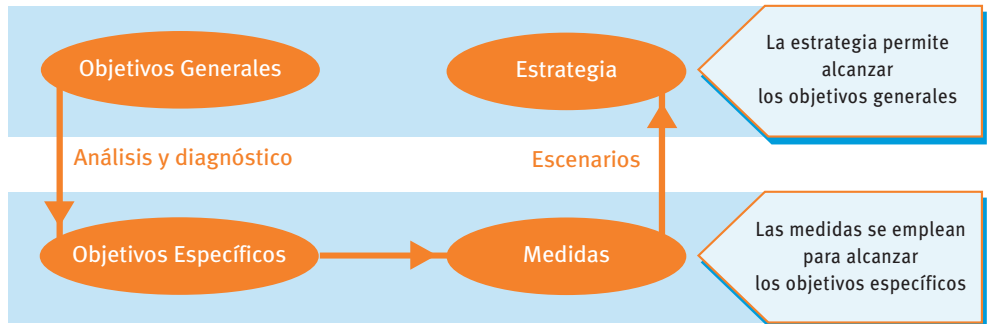 Objetivos Generales
Estrategia
La estrategia permite
alcanzar
los objetivos generales
Análisis y diagnóstico
Escenarios
Objetivos Específicos
Medidas
Las medidas se emplean
para alcanzar
los objetivos específicos